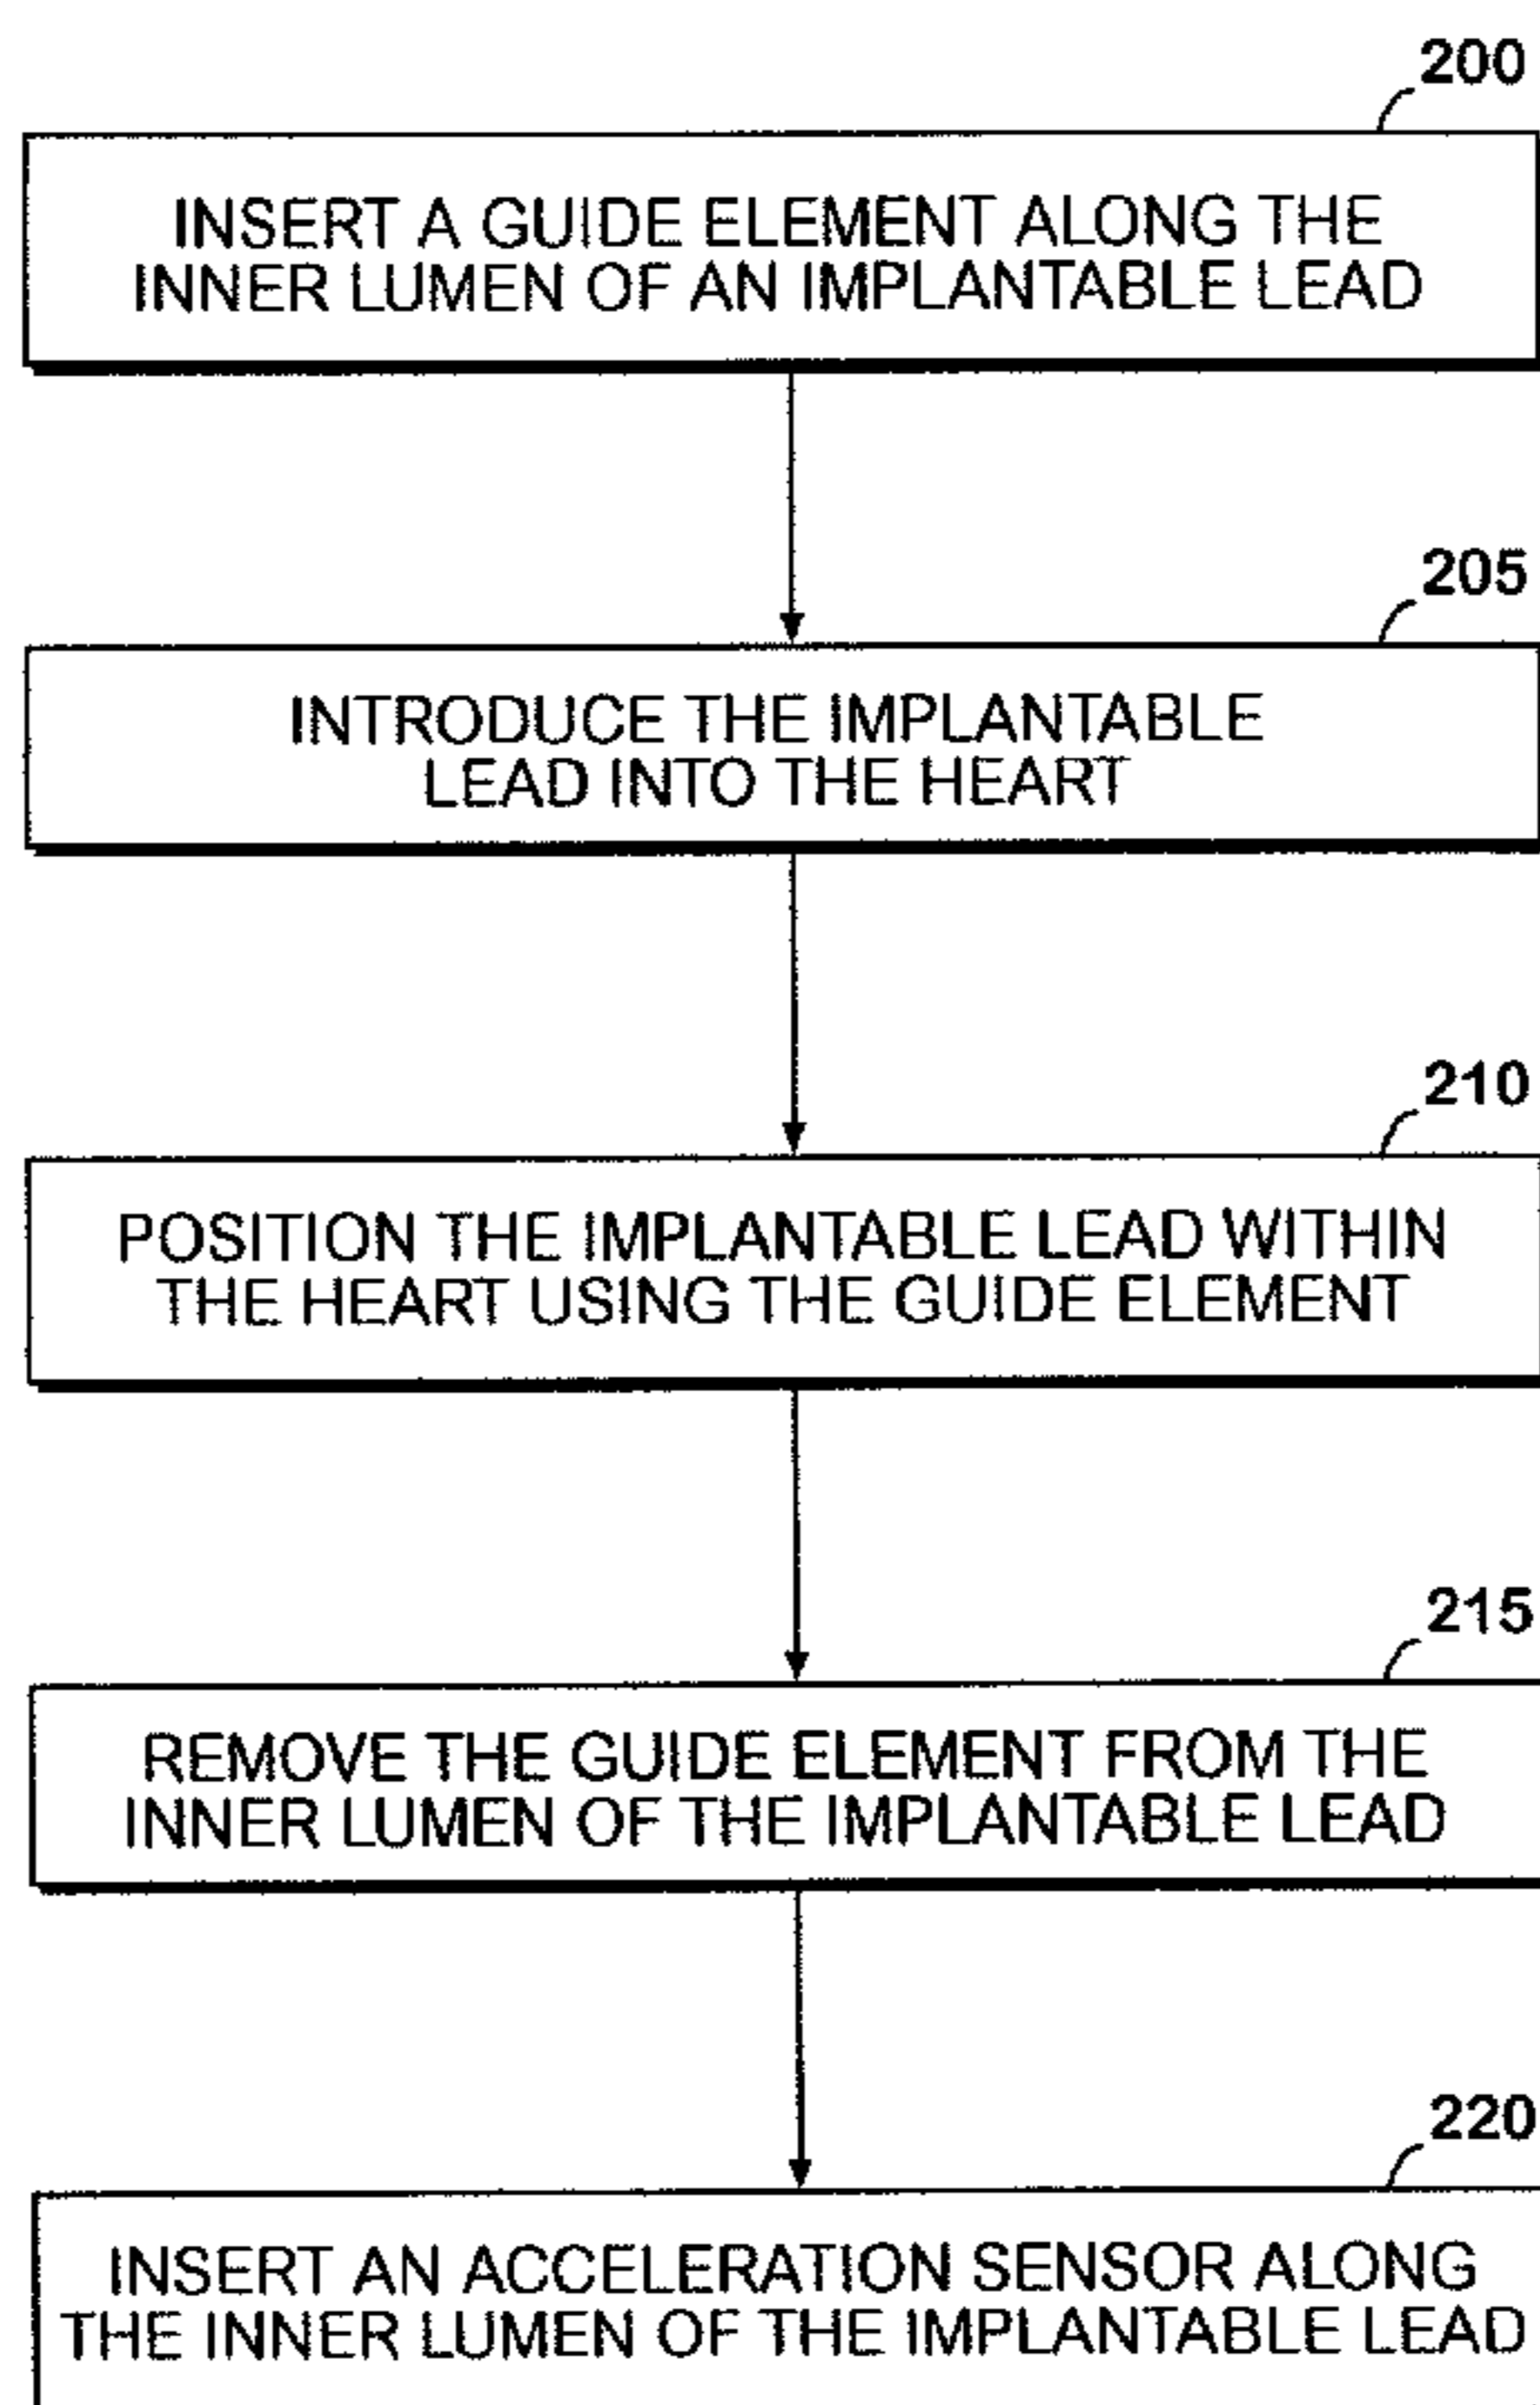 200
INSERT A GUIDE ELEMENT ALONG THE
INNER LUMEN OF AN IMPLANTABLE LEAD
205
INTRODUCE THE IMPLANTABLE
LEAD INTO THE HEART
210
POSITION THE IMPLANTABLE LEAD WITHIN
THE HEART USING THE GUIDE ELEMENT
215
REMOVE THE GUIDE ELEMENT FROM THE
INNER LUMEN OF THE IMPLANTABLE LEAD
220
INSERT AN ACCELERATION SENSOR ALONG
THE INNER LUMEN OF THE IMPLANTABLE LEAD